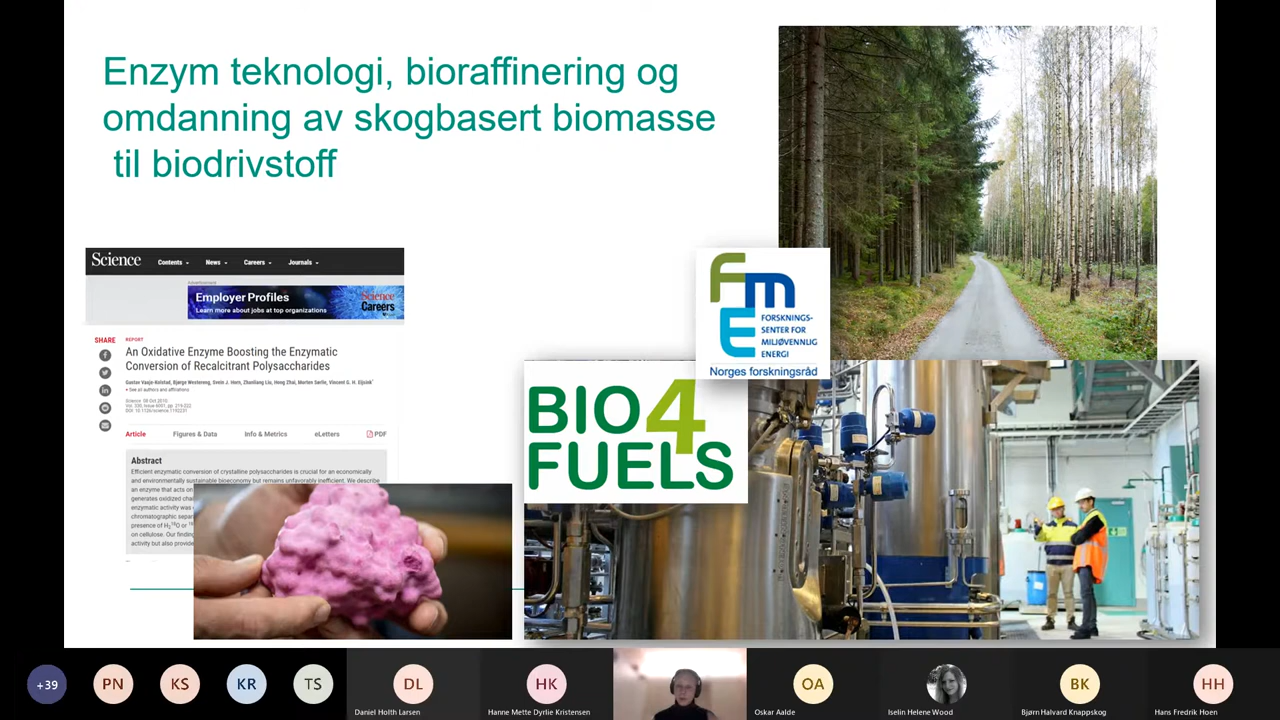 Enzym teknologi, bioraffinering og
omdanning av skogbasert biomasse
til biodrivstoff
Science
Contents
News
Careers
Journals
Advertisement
Employer Profiles
Learn more about jobs at top organizations
Science
Careers
SHARE
REPORT
An Oxidative Enzyme Boosting the Enzymatic
Conversion of Recalcitrant Polysaccharides
Gustav Vaaje-Kolstad, Bjørge Westereng, Svein J. Horn, Zhanliang Liu, Hong Zhai, Morten Sørlie, Vincent G. H. Eijsink
+ See all authors and affiliations
Science 08 Oct 2010:
Vol. 330, Issue 6001, pp. 219-222
DOI: 10.1126/science.1192231
Article
Figures & Data
Info & Metrics
eLetters
PDF
Abstract
Efficient enzymatic conversion of crystalline polysaccharides is crucial for an economically
and environmentally sustainable bioeconomy but remains unfavorably inefficient. We describe
an enzyme that acts on
generates oxidized chai
enzymatic activity was
chromatographic separ
presence of H₂¹⁸O or ¹⁸
on cellulose. Our finding
activity but also provide
FME
FORSKNINGS-
SENTER FOR
MILJØVENNLIG
ENERGI
Norges forskningsråd
BIO4
FUELS
+39
PN
KS
KR
TS
DL
Daniel Holth Larsen
HK
Hanne Mette Dyrlie Kristensen
OA
Oskar Aalde
Iselin Helene Wood
BK
Bjørn Halvard Knappskog
HH
Hans Fredrik Hoen